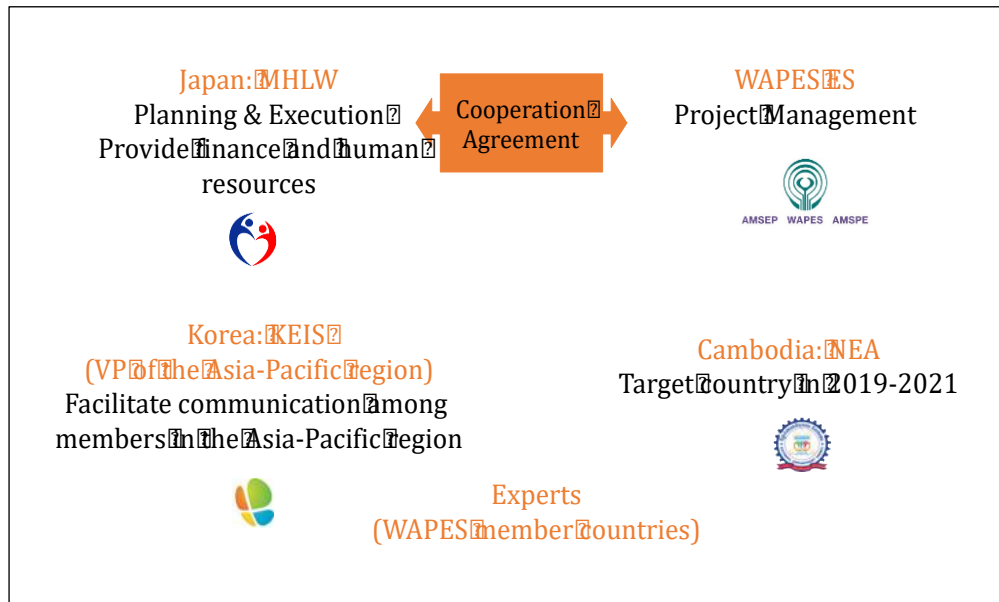 Japan: MHLW
Planning & Execution
Provide finance and human
resources
Cooperation
Agreement
WAPES ES
Project Management
AMSEP WAPES AMSPE
Korea: KEIS
(VP of the Asia-Pacific region)
Facilitate communication among
members in the Asia-Pacific region
Cambodia: NEA
Target country in 2019-2021
Experts
(WAPES member countries)